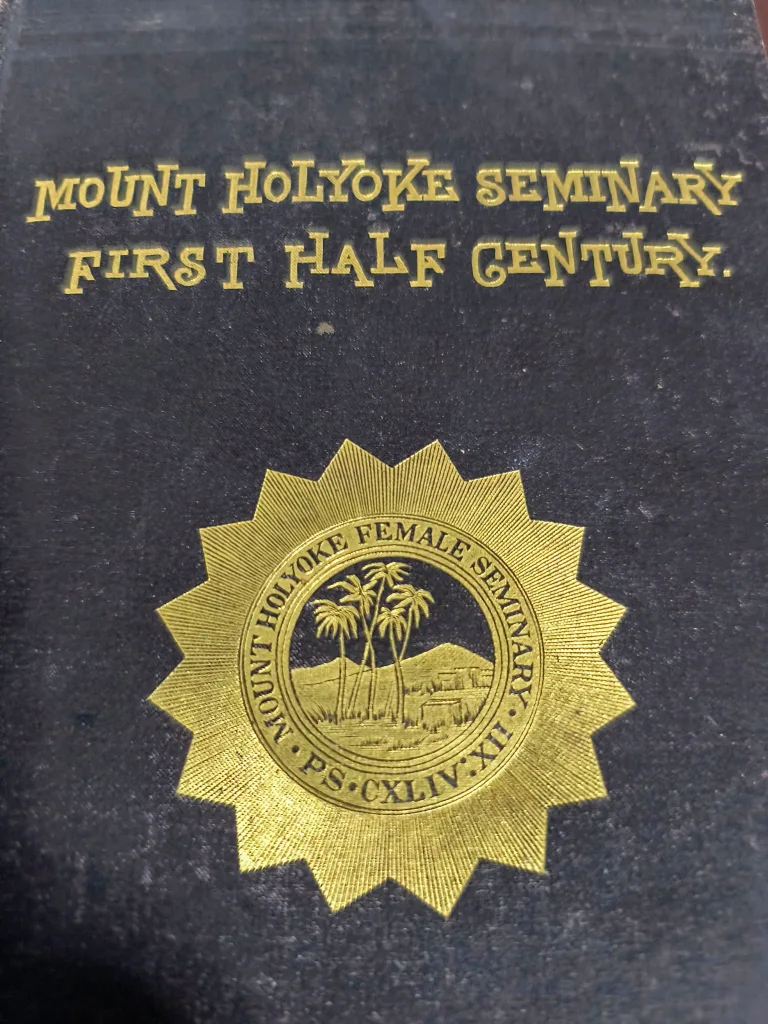 MOUNT HOLYOKE SEMINARY
FIRST HALF CENTURY.
MOUNT HOLYOKE FEMALE SEMINARY.
PS.CXLIV:XII.